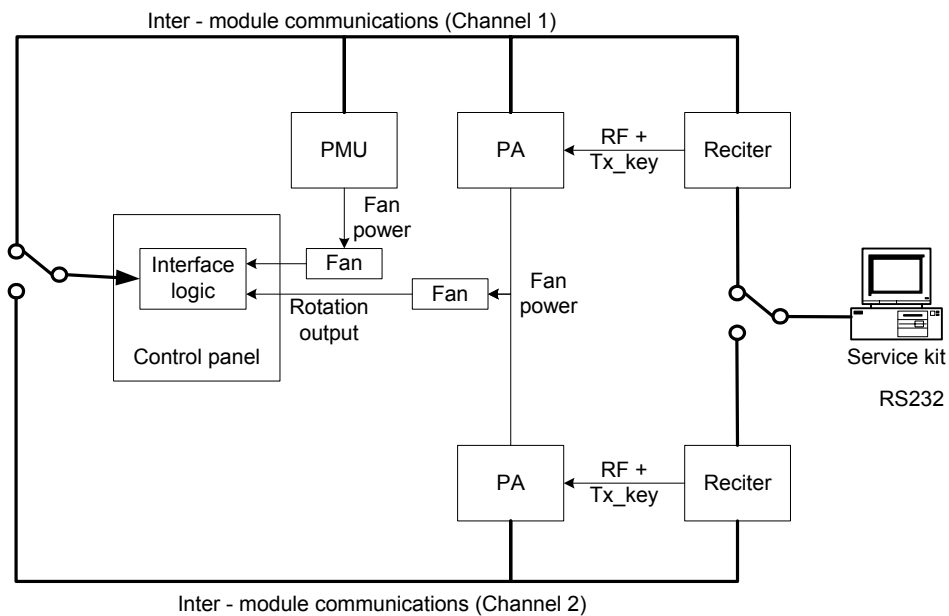 Inter - module communications (Channel 1)
PMU
PA
RF +
Tx_key
Reciter
Fan
power
Interface
logic
Fan
Fan
Fan
power
Rotation
output
Control panel
Service kit
RS232
PA
RF +
Tx_key
Reciter
Inter - module communications (Channel 2)